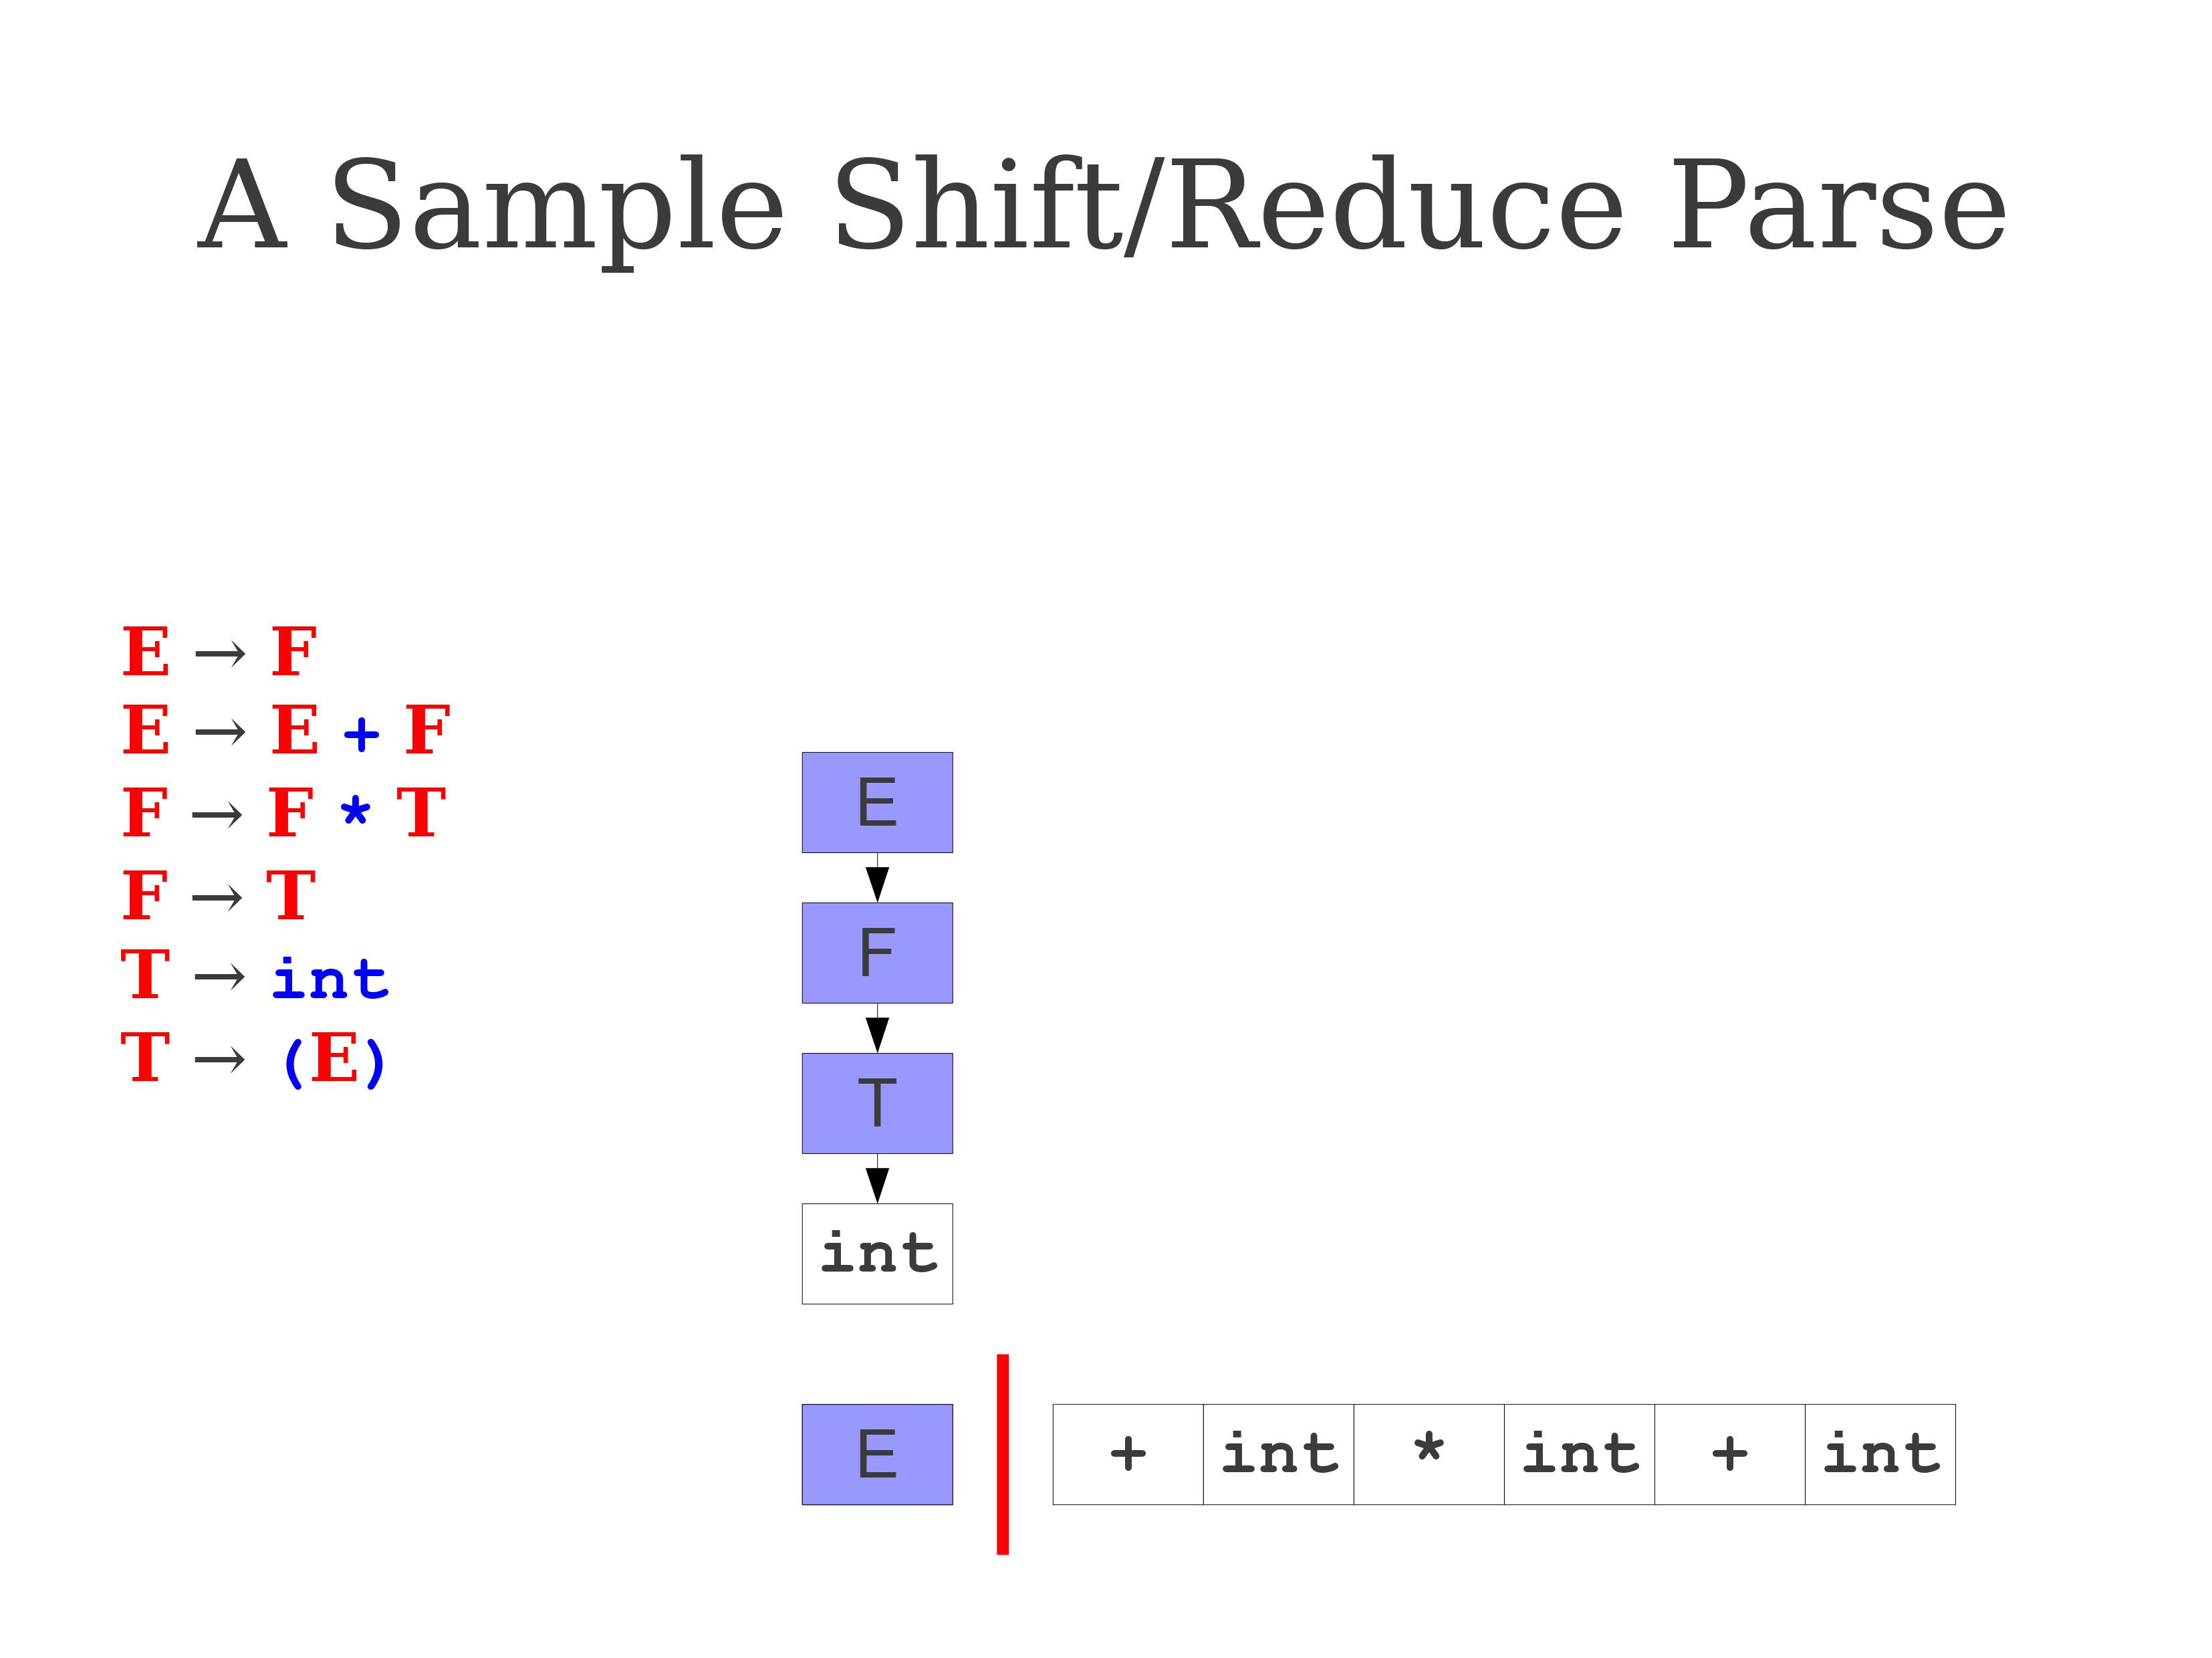 A Sample Shift/Reduce Parse
E → F
E → E + F
F → F * T
F → T
T → int
T → (E)
E
F
T
int
E + int * int + int